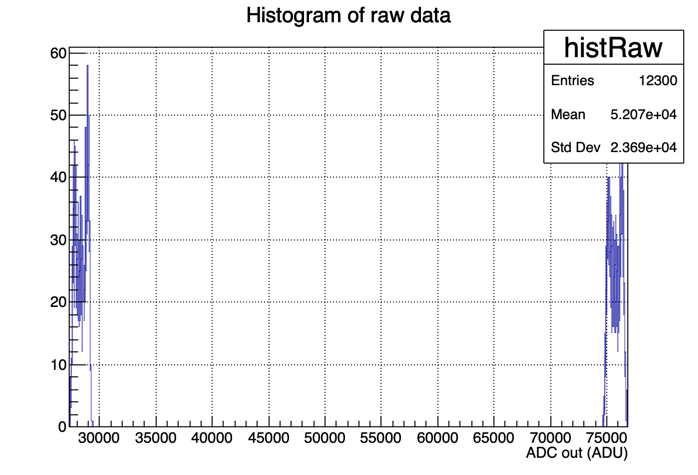 Histogram of raw data
histRaw
Entries 12300
Mean 5.207e+04
Std Dev 2.369e+04
60
50
40
30
20
10
0
30000 35000 40000 45000 50000 55000 60000 65000 70000 75000
ADC out (ADU)